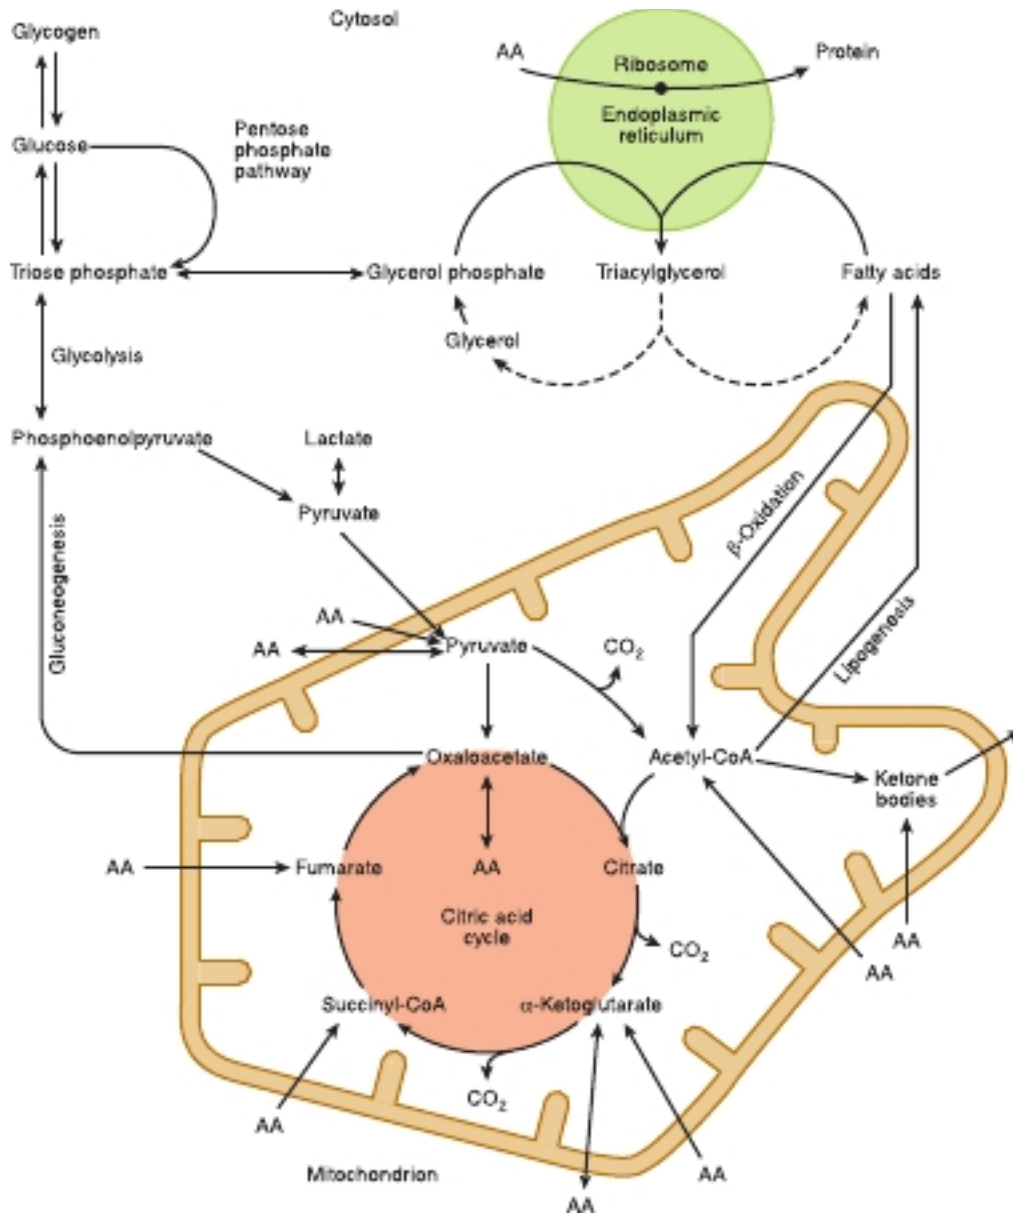 Cytosol
Glycogen
AA
Protein
Ribosome
Endoplasmic
reticulum
Glucose
Pentose
phosphate
pathway
Triose phosphate
Glycerol phosphate
Triacylglycerol
Fatty acids
Glycerol
Glycolysis
Phosphoenolpyruvate
Lactate
Pyruvate
β-Oxidation
Gluconeogenesis
Lipogenesis
AA
AA
Pyruvate
CO₂
Oxaloacetate
Acetyl-CoA
Ketone
bodies
AA
Fumarate
AA
Citrate
Citric acid
cycle
CO₂
AA
AA
Succinyl-CoA
α-Ketoglutarate
CO₂
AA
Mitochondrion
AA
AA